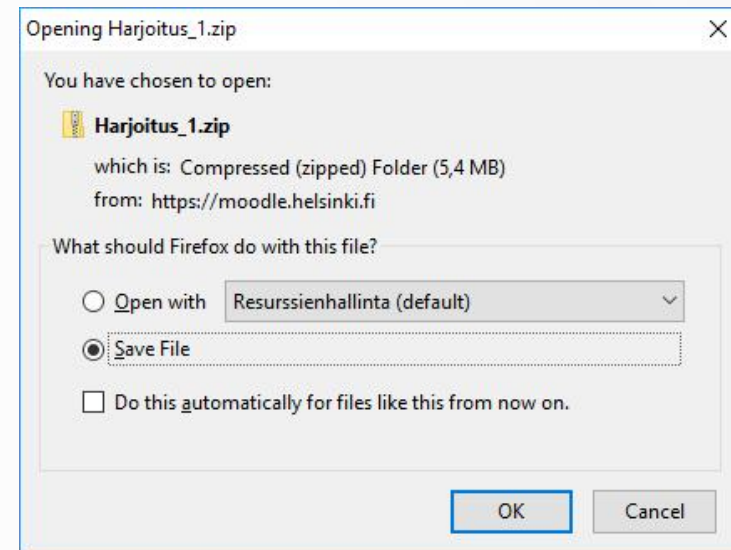 Opening Harjoitus_1.zip
You have chosen to open:
Harjoitus_1.zip
which is: Compressed (zipped) Folder (5,4 MB)
from: https://moodle.helsinki.fi
What should Firefox do with this file?
Open with Resurssienhallinta (default)
Save File
Do this automatically for files like this from now on.
OK Cancel